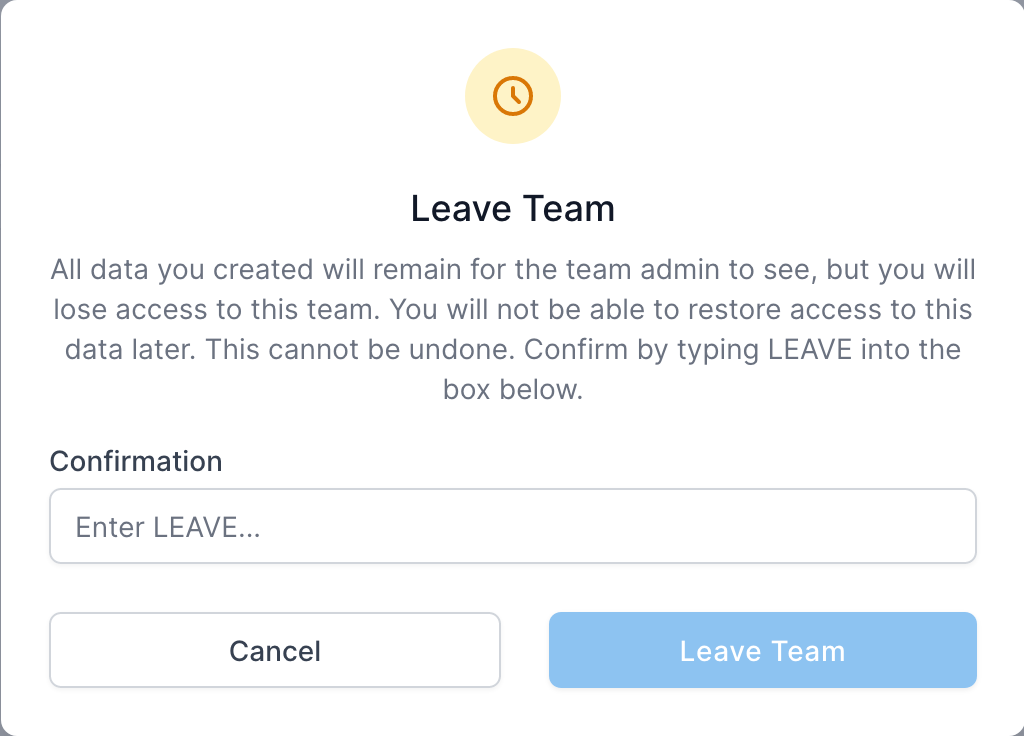 Leave Team
All data you created will remain for the team admin to see, but you will
lose access to this team. You will not be able to restore access to this
data later. This cannot be undone. Confirm by typing LEAVE into the
box below.
Confirmation
Enter LEAVE...
Cancel
Leave Team